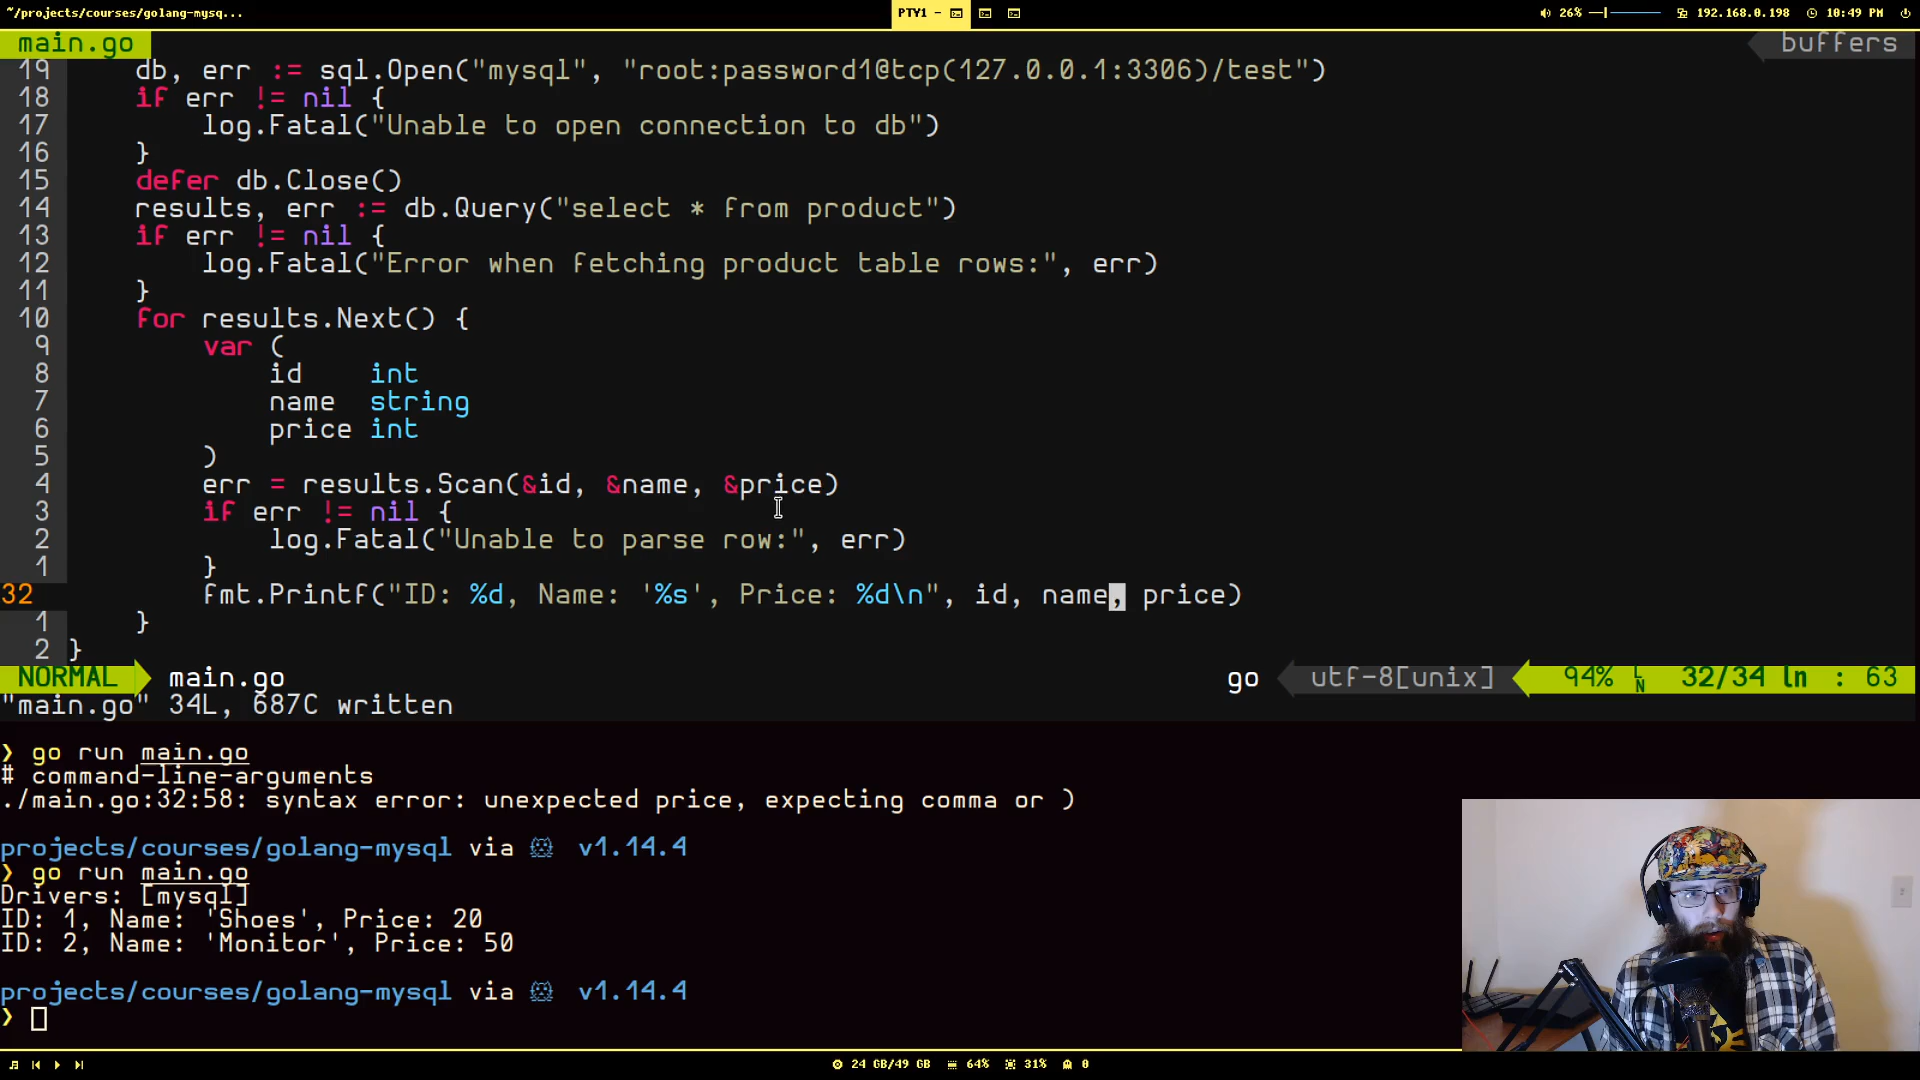 ~/projects/courses/golang-mysq... PTY1 - 26% 192.168.0.198 10:49 PM
main.go buffers
19 db, err := sql.Open("mysql", "root:password1@tcp(127.0.0.1:3306)/test")
18 if err != nil {
17 log.Fatal("Unable to open connection to db")
16 }
15 defer db.Close()
14 results, err := db.Query("select * from product")
13 if err != nil {
12 log.Fatal("Error when fetching product table rows:", err)
11 }
10 for results.Next() {
9 var (
8 id int
7 name string
6 price int
5 )
4 err = results.Scan(&id, &name, &price)
3 if err != nil {
2 log.Fatal("Unable to parse row:", err)
1 }
32 fmt.Printf("ID: %d, Name: '%s', Price: %d\n", id, name, price)
1 }
2 }
NORMAL main.go go utf-8[unix] 94% LN 32/34 ln : 63
"main.go" 34L, 687C written
❯ go run main.go
# command-line-arguments
./main.go:32:58: syntax error: unexpected price, expecting comma or )
projects/courses/golang-mysql via 🐹 v1.14.4
❯ go run main.go
Drivers: [mysql]
ID: 1, Name: 'Shoes', Price: 20
ID: 2, Name: 'Monitor', Price: 50
projects/courses/golang-mysql via 🐹 v1.14.4
❯
24 GB/49 GB 64% 31% 0